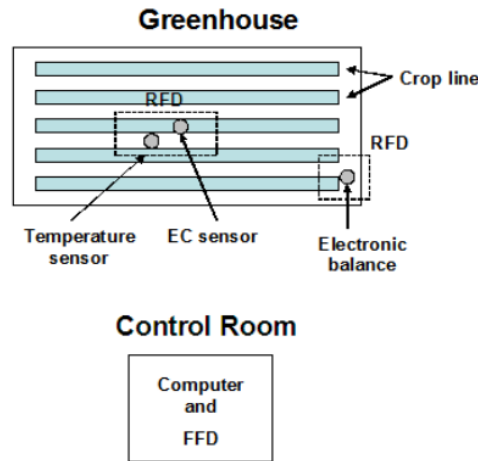 Greenhouse
Crop line
RFD
RFD
Temperature
sensor
EC sensor
Electronic
balance
Control Room
Computer
and
FFD